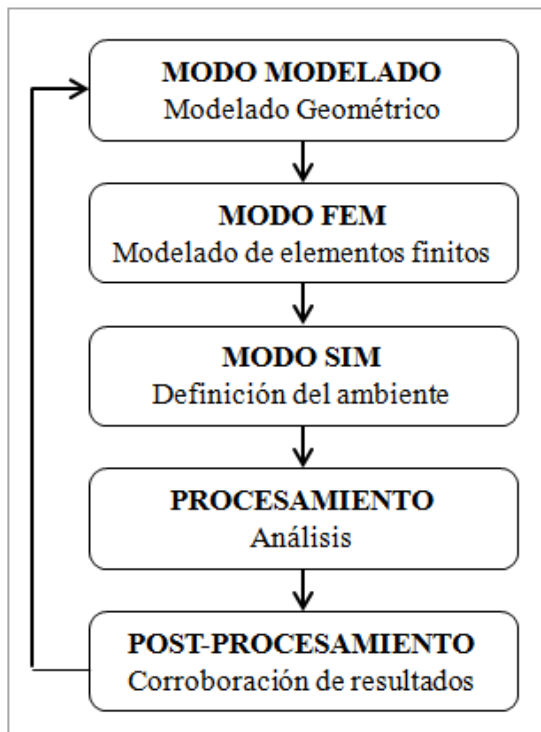 MODO MODELADO
Modelado Geométrico
MODO FEM
Modelado de elementos finitos
MODO SIM
Definición del ambiente
PROCESAMIENTO
Análisis
POST-PROCESAMIENTO
Corroboración de resultados